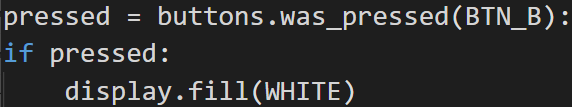 pressed = buttons.was_pressed(BTN_B):
if pressed:
    display.fill(WHITE)